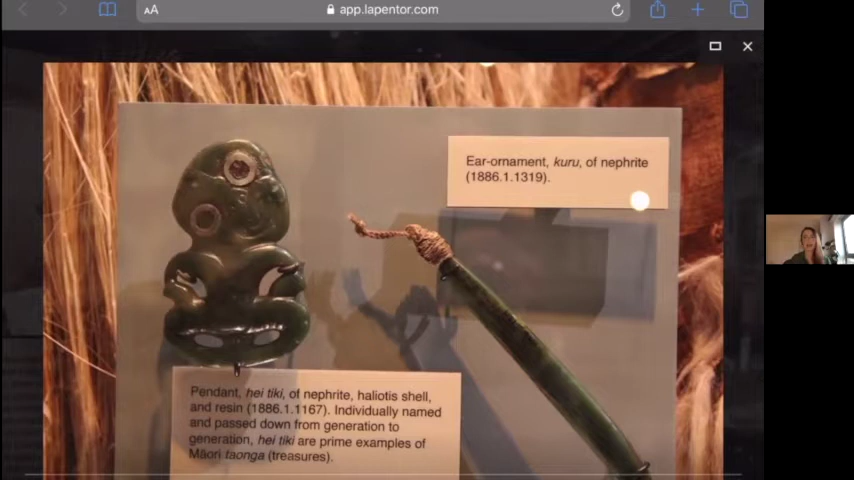 AA
app.lapentor.com
Ear-ornament, kuru, of nephrite
(1886.1.1319).
Pendant, hei tiki, of nephrite, haliotis shell,
and resin (1886.1.1167). Individually named
and passed down from generation to
generation, hei tiki are prime examples of
Māori taonga (treasures).